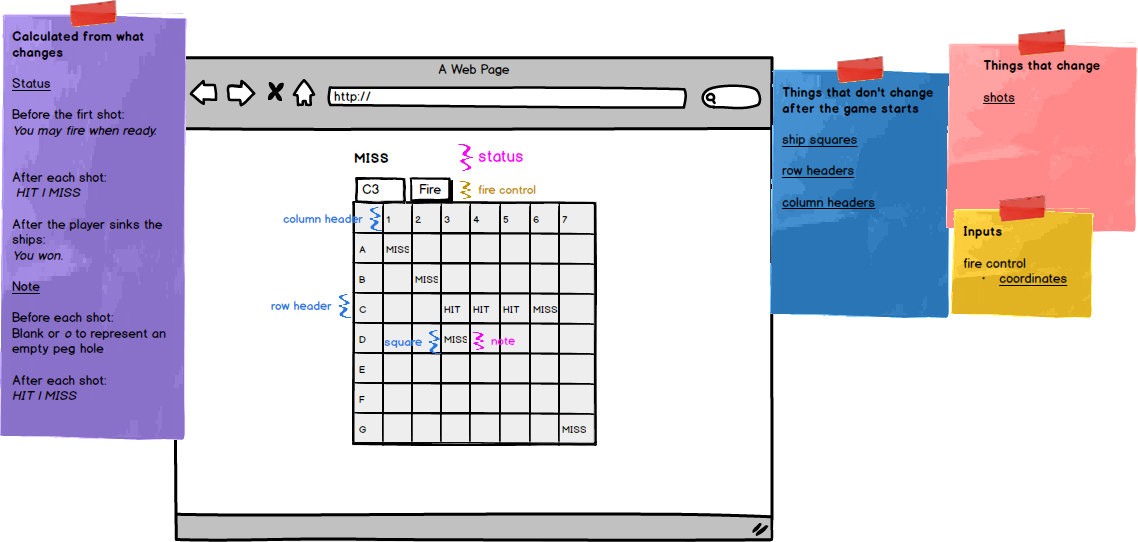 Calculated from what
changes
Status
Before the firt shot:
You may fire when ready.
After each shot:
HIT | MISS
After the player sinks the
ships:
You won.
Note
Before each shot:
Blank or o to represent an
empty peg hole
After each shot:
HIT | MISS
A Web Page
http://
MISS
status
C3
Fire
fire control
column header
1 2 3 4 5 6 7
A MISS
B MISS
row header
C HIT HIT HIT MISS
D square MISS note
E
F
G MISS
Things that don't change
after the game starts
ship squares
row headers
column headers
Things that change
shots
Inputs
fire control
· coordinates